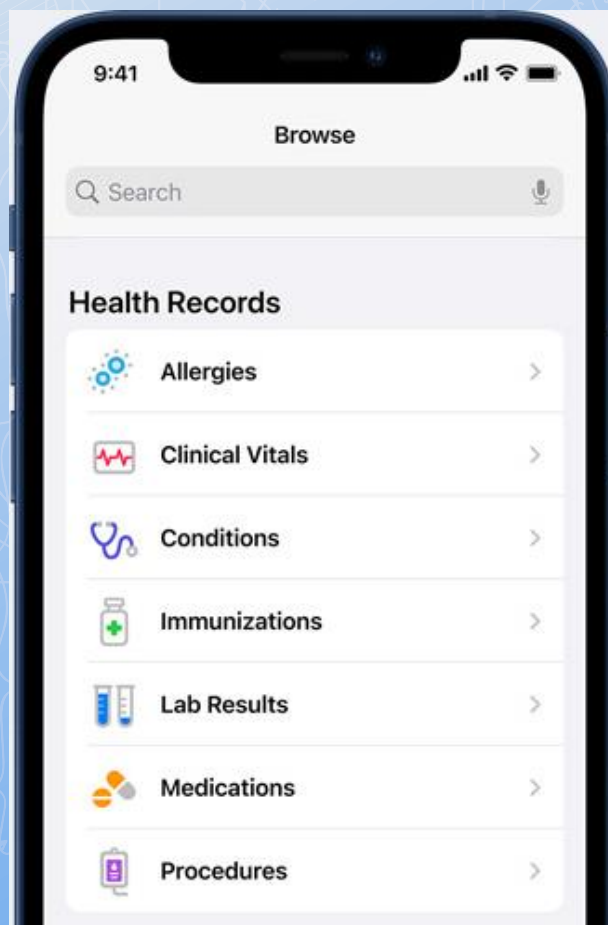 9:41
Browse
Search
Health Records
Allergies
Clinical Vitals
Conditions
Immunizations
Lab Results
Medications
Procedures